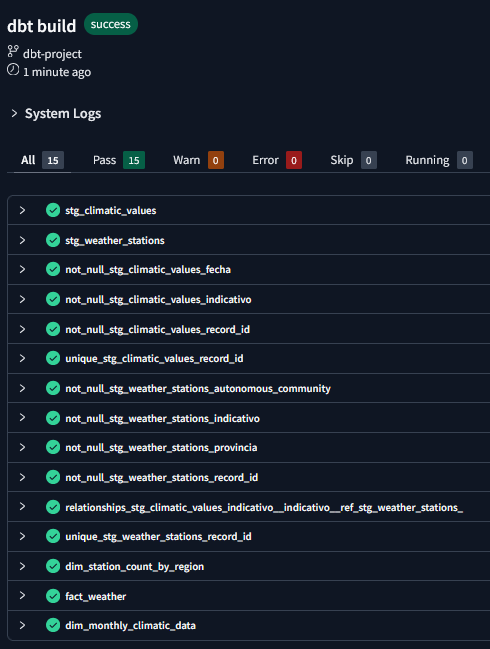 dbt build success
dbt-project
1 minute ago
System Logs
All 15 Pass 15 Warn 0 Error 0 Skip 0 Running 0
stg_climatic_values
stg_weather_stations
not_null_stg_climatic_values_fecha
not_null_stg_climatic_values_indicativo
not_null_stg_climatic_values_record_id
unique_stg_climatic_values_record_id
not_null_stg_weather_stations_autonomous_community
not_null_stg_weather_stations_indicativo
not_null_stg_weather_stations_provincia
not_null_stg_weather_stations_record_id
relationships_stg_climatic_values_indicativo__indicativo__ref_stg_weather_stations_
unique_stg_weather_stations_record_id
dim_station_count_by_region
fact_weather
dim_monthly_climatic_data